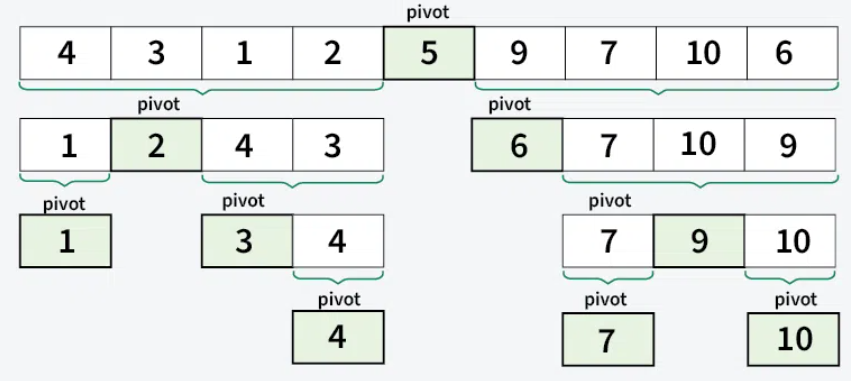 pivot
4 3 1 2 5 9 7 10 6
pivot pivot
1 2 4 3 6 7 10 9
pivot pivot pivot
1 3 4 7 9 10
pivot pivot pivot
4 7 10